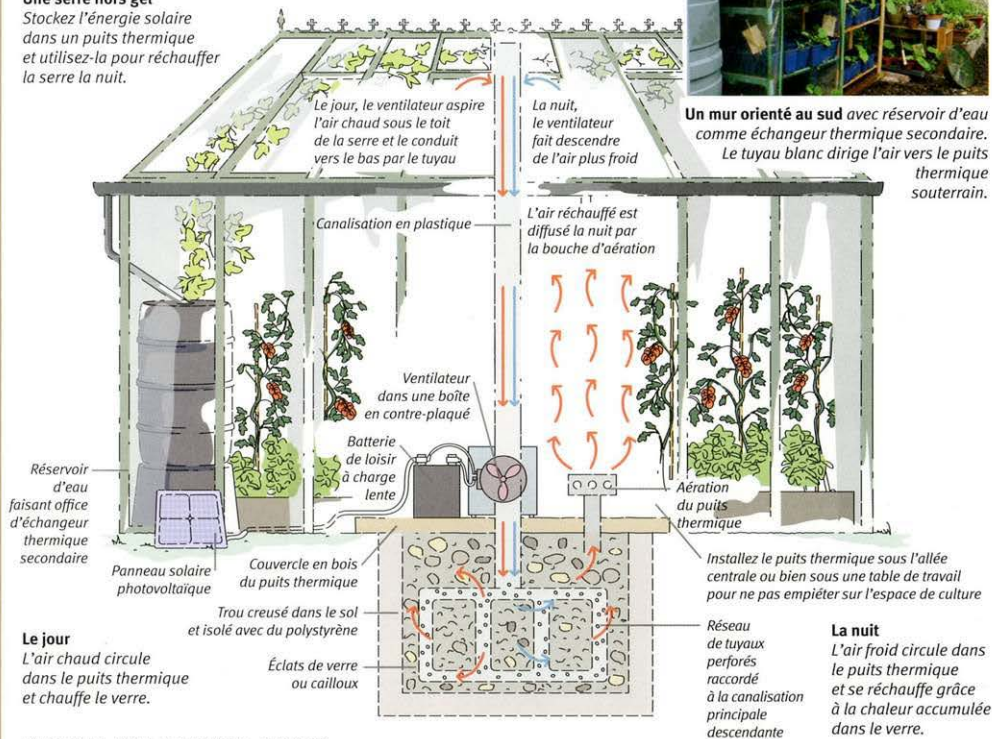 Une serre hors gel
Stockez l'énergie solaire
dans un puits thermique
et utilisez-la pour réchauffer
la serre la nuit.
Le jour, le ventilateur aspire
l'air chaud sous le toit
de la serre et le conduit
vers le bas par le tuyau
La nuit,
le ventilateur
fait descendre
de l'air plus froid
Un mur orienté au sud avec réservoir d'eau
comme échangeur thermique secondaire.
Le tuyau blanc dirige l'air vers le puits
thermique
souterrain.
Canalisation en plastique
L'air réchauffé est
diffusé la nuit par
la bouche d'aération
Ventilateur
dans une boîte
en contre-plaqué
Batterie
de loisir
à charge
lente
Réservoir
d'eau
faisant office
d'échangeur
thermique
secondaire
Aération
du puits
thermique
Panneau solaire
photovoltaïque
Couvercle en bois
du puits thermique
Installez le puits thermique sous l'allée
centrale ou bien sous une table de travail
pour ne pas empiéter sur l'espace de culture
Trou creusé dans le sol
et isolé avec du polystyrène
Éclats de verre
ou cailloux
Réseau
de tuyaux
perforés
raccordé
à la canalisation
principale
descendante
Le jour
L'air chaud circule
dans le puits thermique
et chauffe le verre.
La nuit
L'air froid circule dans
le puits thermique
et se réchauffe grâce
à la chaleur accumulée
dans le verre.